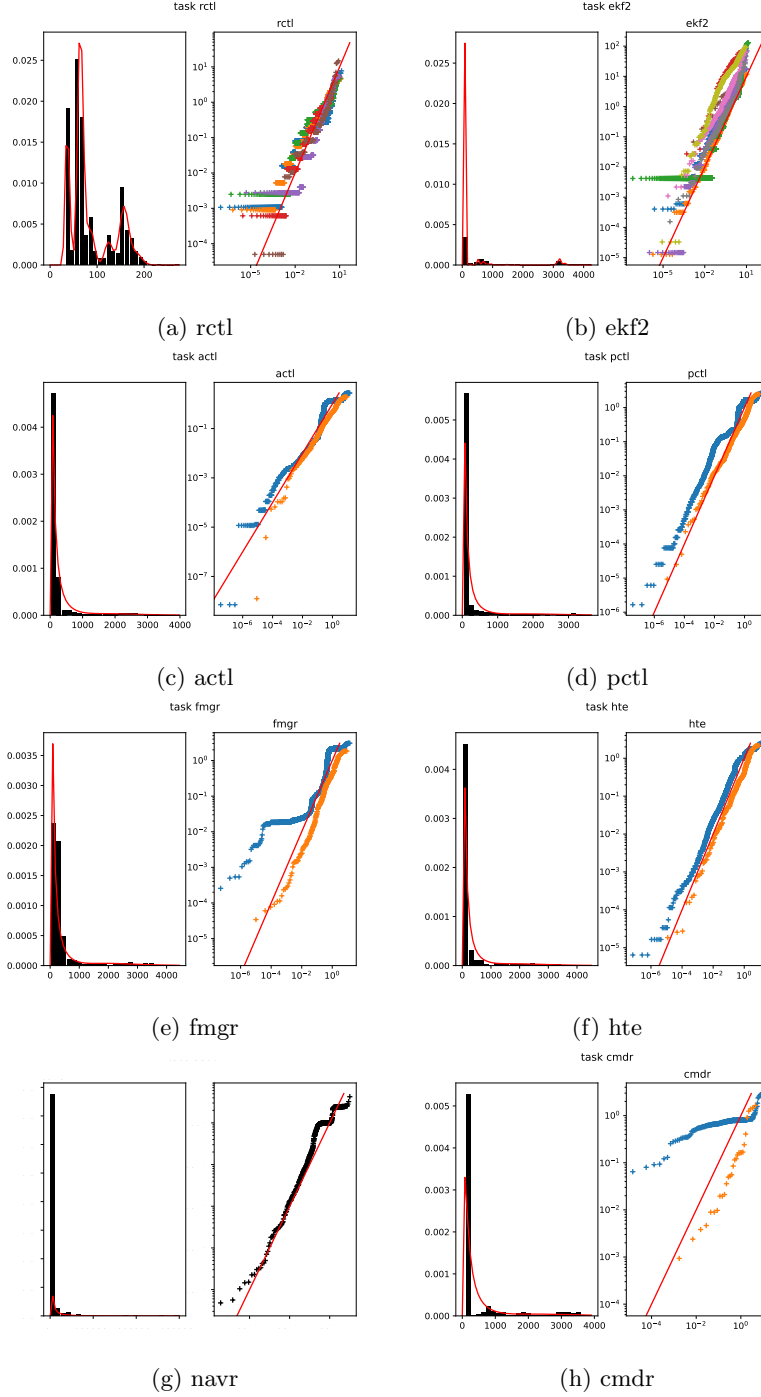 task rctl
rctl
0.025
0.020
0.015
0.010
0.005
0.000
0 100 200
10^1
10^0
10^-1
10^-2
10^-3
10^-4
10^-5 10^-2 10^1
(a) rctl
task ekf2
ekf2
0.025
0.020
0.015
0.010
0.005
0.000
0 1000 2000 3000 4000
10^2
10^1
10^0
10^-1
10^-2
10^-3
10^-4
10^-5
10^-5 10^-2 10^1
(b) ekf2
task actl
actl
0.004
0.003
0.002
0.001
0.000
0 1000 2000 3000 4000
10^-1
10^-3
10^-5
10^-7
10^-6 10^-4 10^-2 10^0
(c) actl
task pctl
pctl
0.005
0.004
0.003
0.002
0.001
0.000
0 1000 2000 3000
10^0
10^-1
10^-2
10^-3
10^-4
10^-5
10^-6
10^-6 10^-4 10^-2 10^0
(d) pctl
task fmgr
fmgr
0.0035
0.0030
0.0025
0.0020
0.0015
0.0010
0.0005
0.0000
0 1000 2000 3000 4000
10^0
10^-1
10^-2
10^-3
10^-4
10^-5
10^-6 10^-4 10^-2 10^0
(e) fmgr
task hte
hte
0.004
0.003
0.002
0.001
0.000
0 1000 2000 3000 4000
10^0
10^-1
10^-2
10^-3
10^-4
10^-5
10^-6 10^-4 10^-2 10^0
(f) hte
(g) navr
task cmdr
cmdr
0.005
0.004
0.003
0.002
0.001
0.000
0 1000 2000 3000 4000
10^0
10^-1
10^-2
10^-3
10^-4
10^-4 10^-2 10^0
(h) cmdr